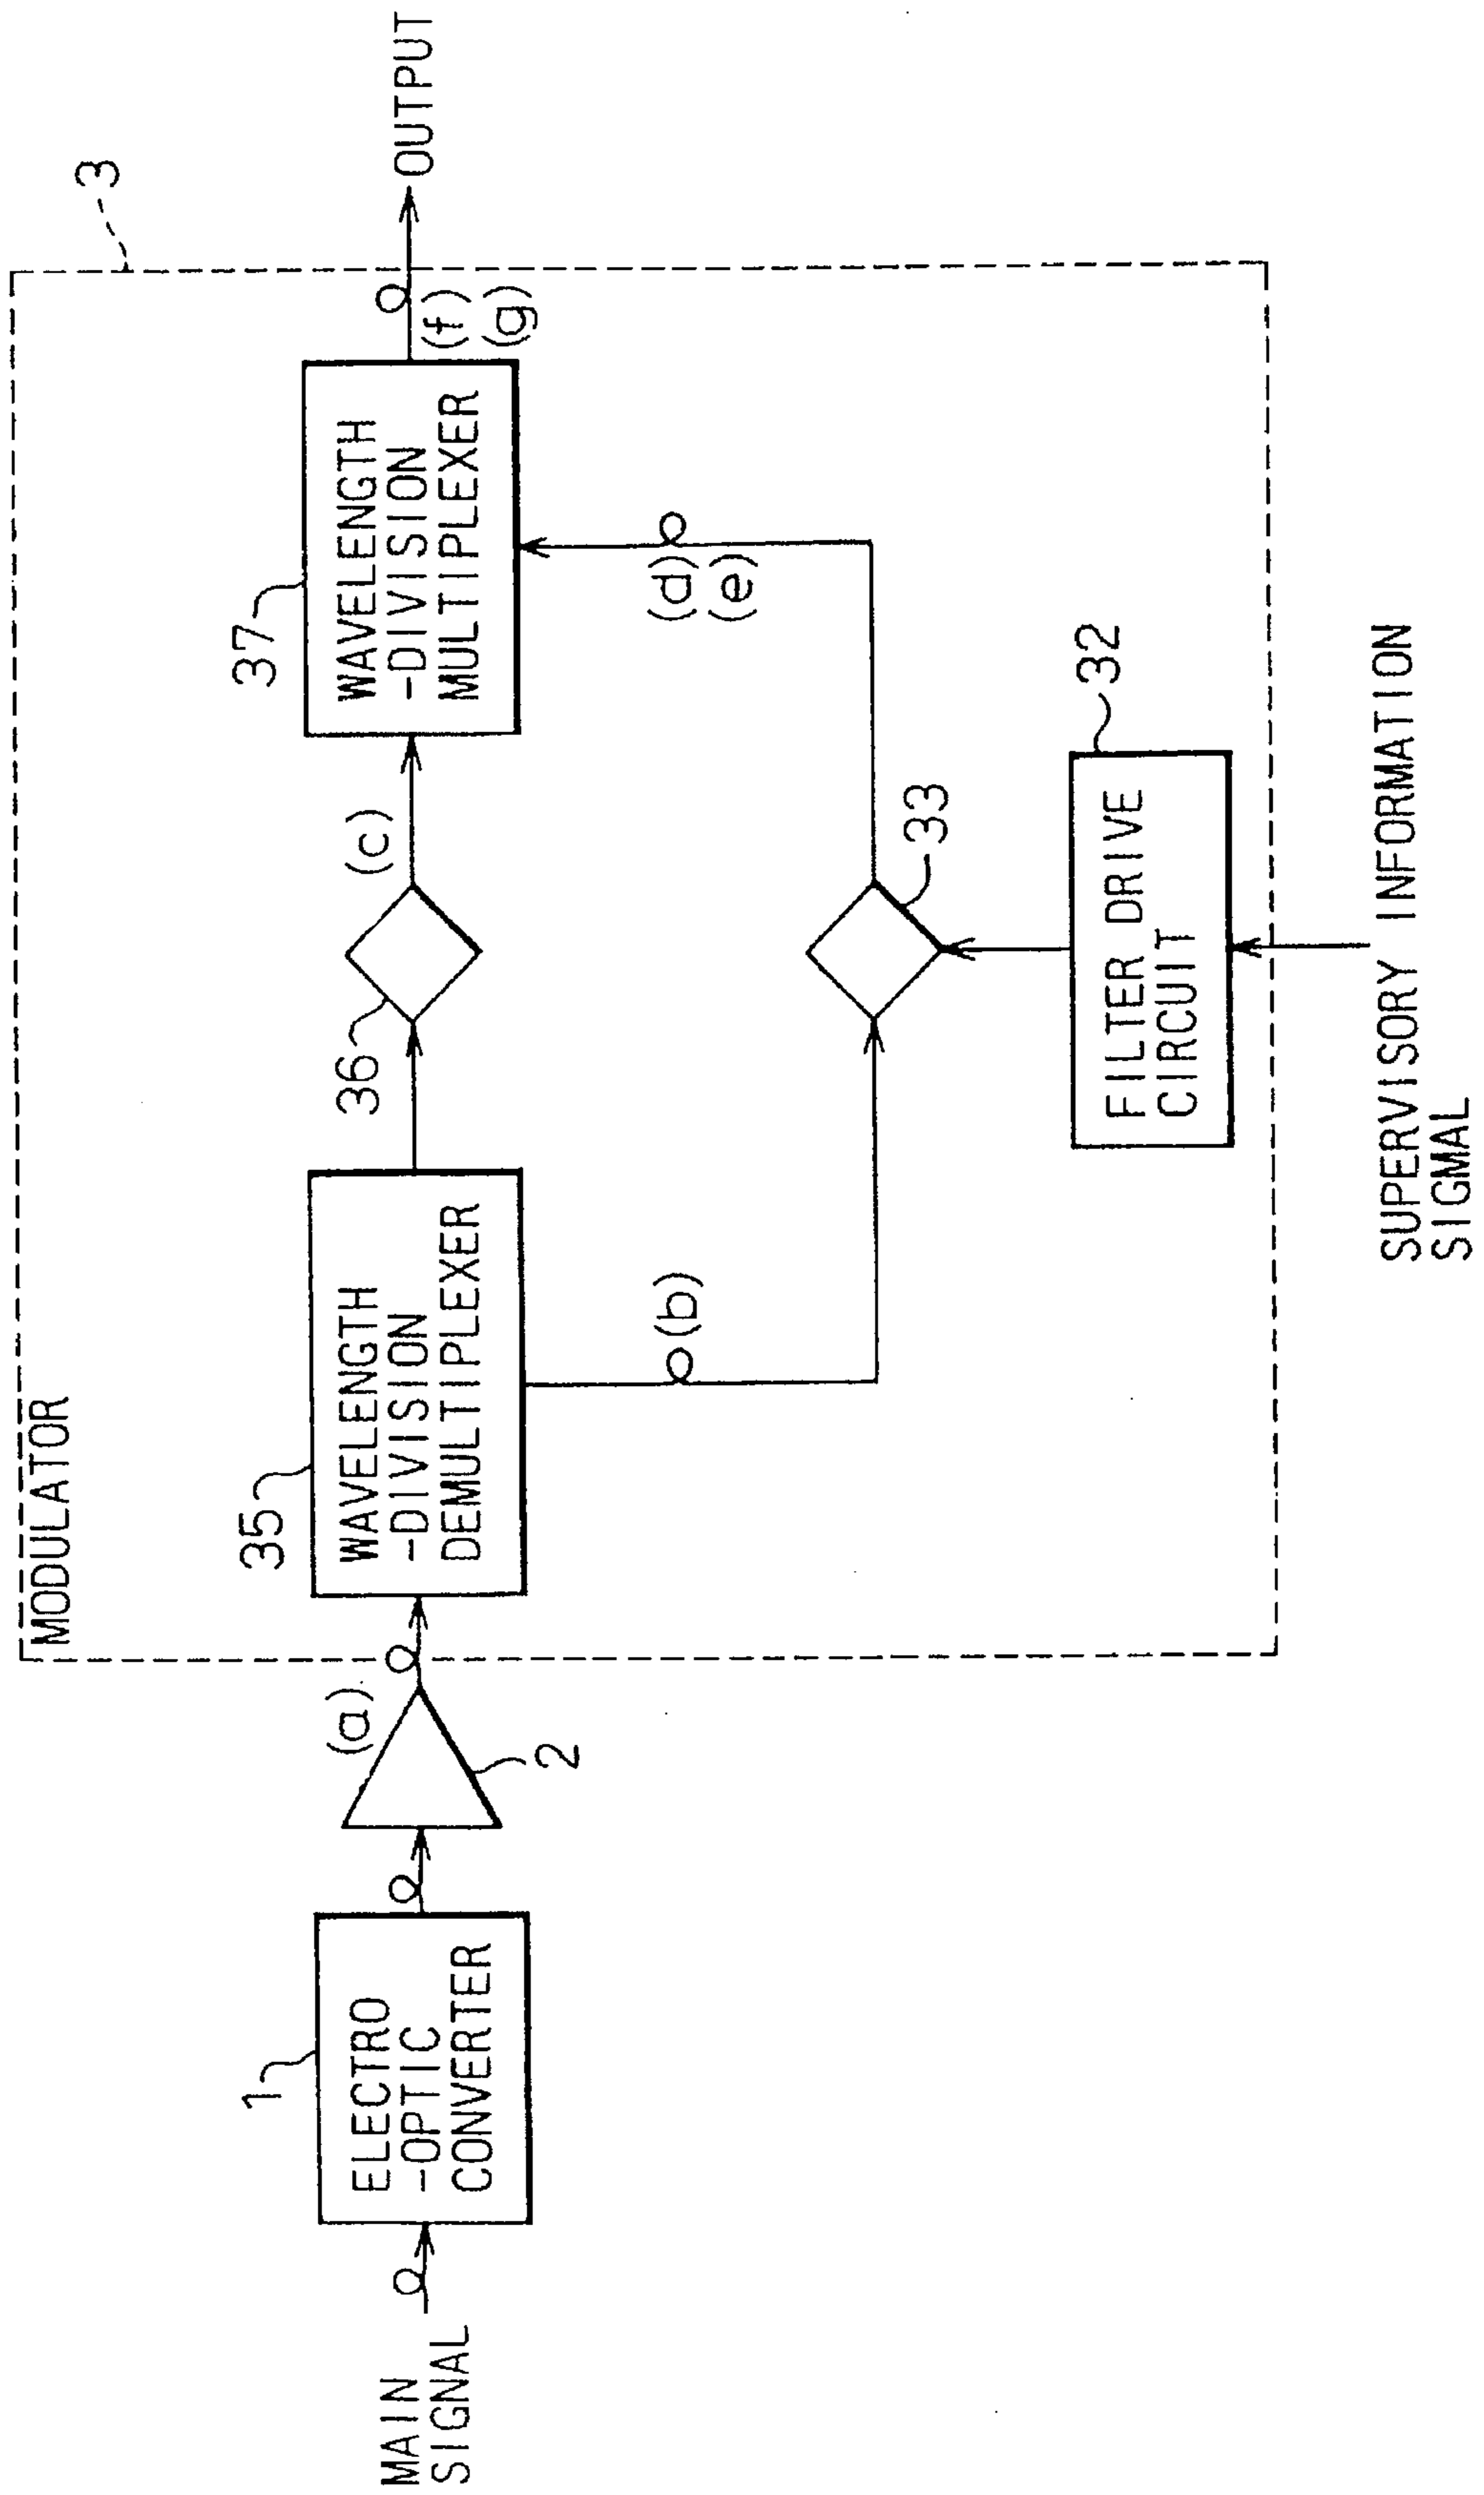 MODULATOR
3
35
WAVELENGTH
-DIVISION
DEMULTIPLEXER
36
(c)
37
WAVELENGTH
-DIVISION
MULTIPLEXER
(f)
(g)
OUTPUT
MAIN
SIGNAL
1
ELECTRO
-OPTIC
CONVERTER
(a)
2
(b)
(d)
(e)
33
32
FILTER DRIVE
CIRCUIT
SUPERVISORY INFORMATION
SIGMAL